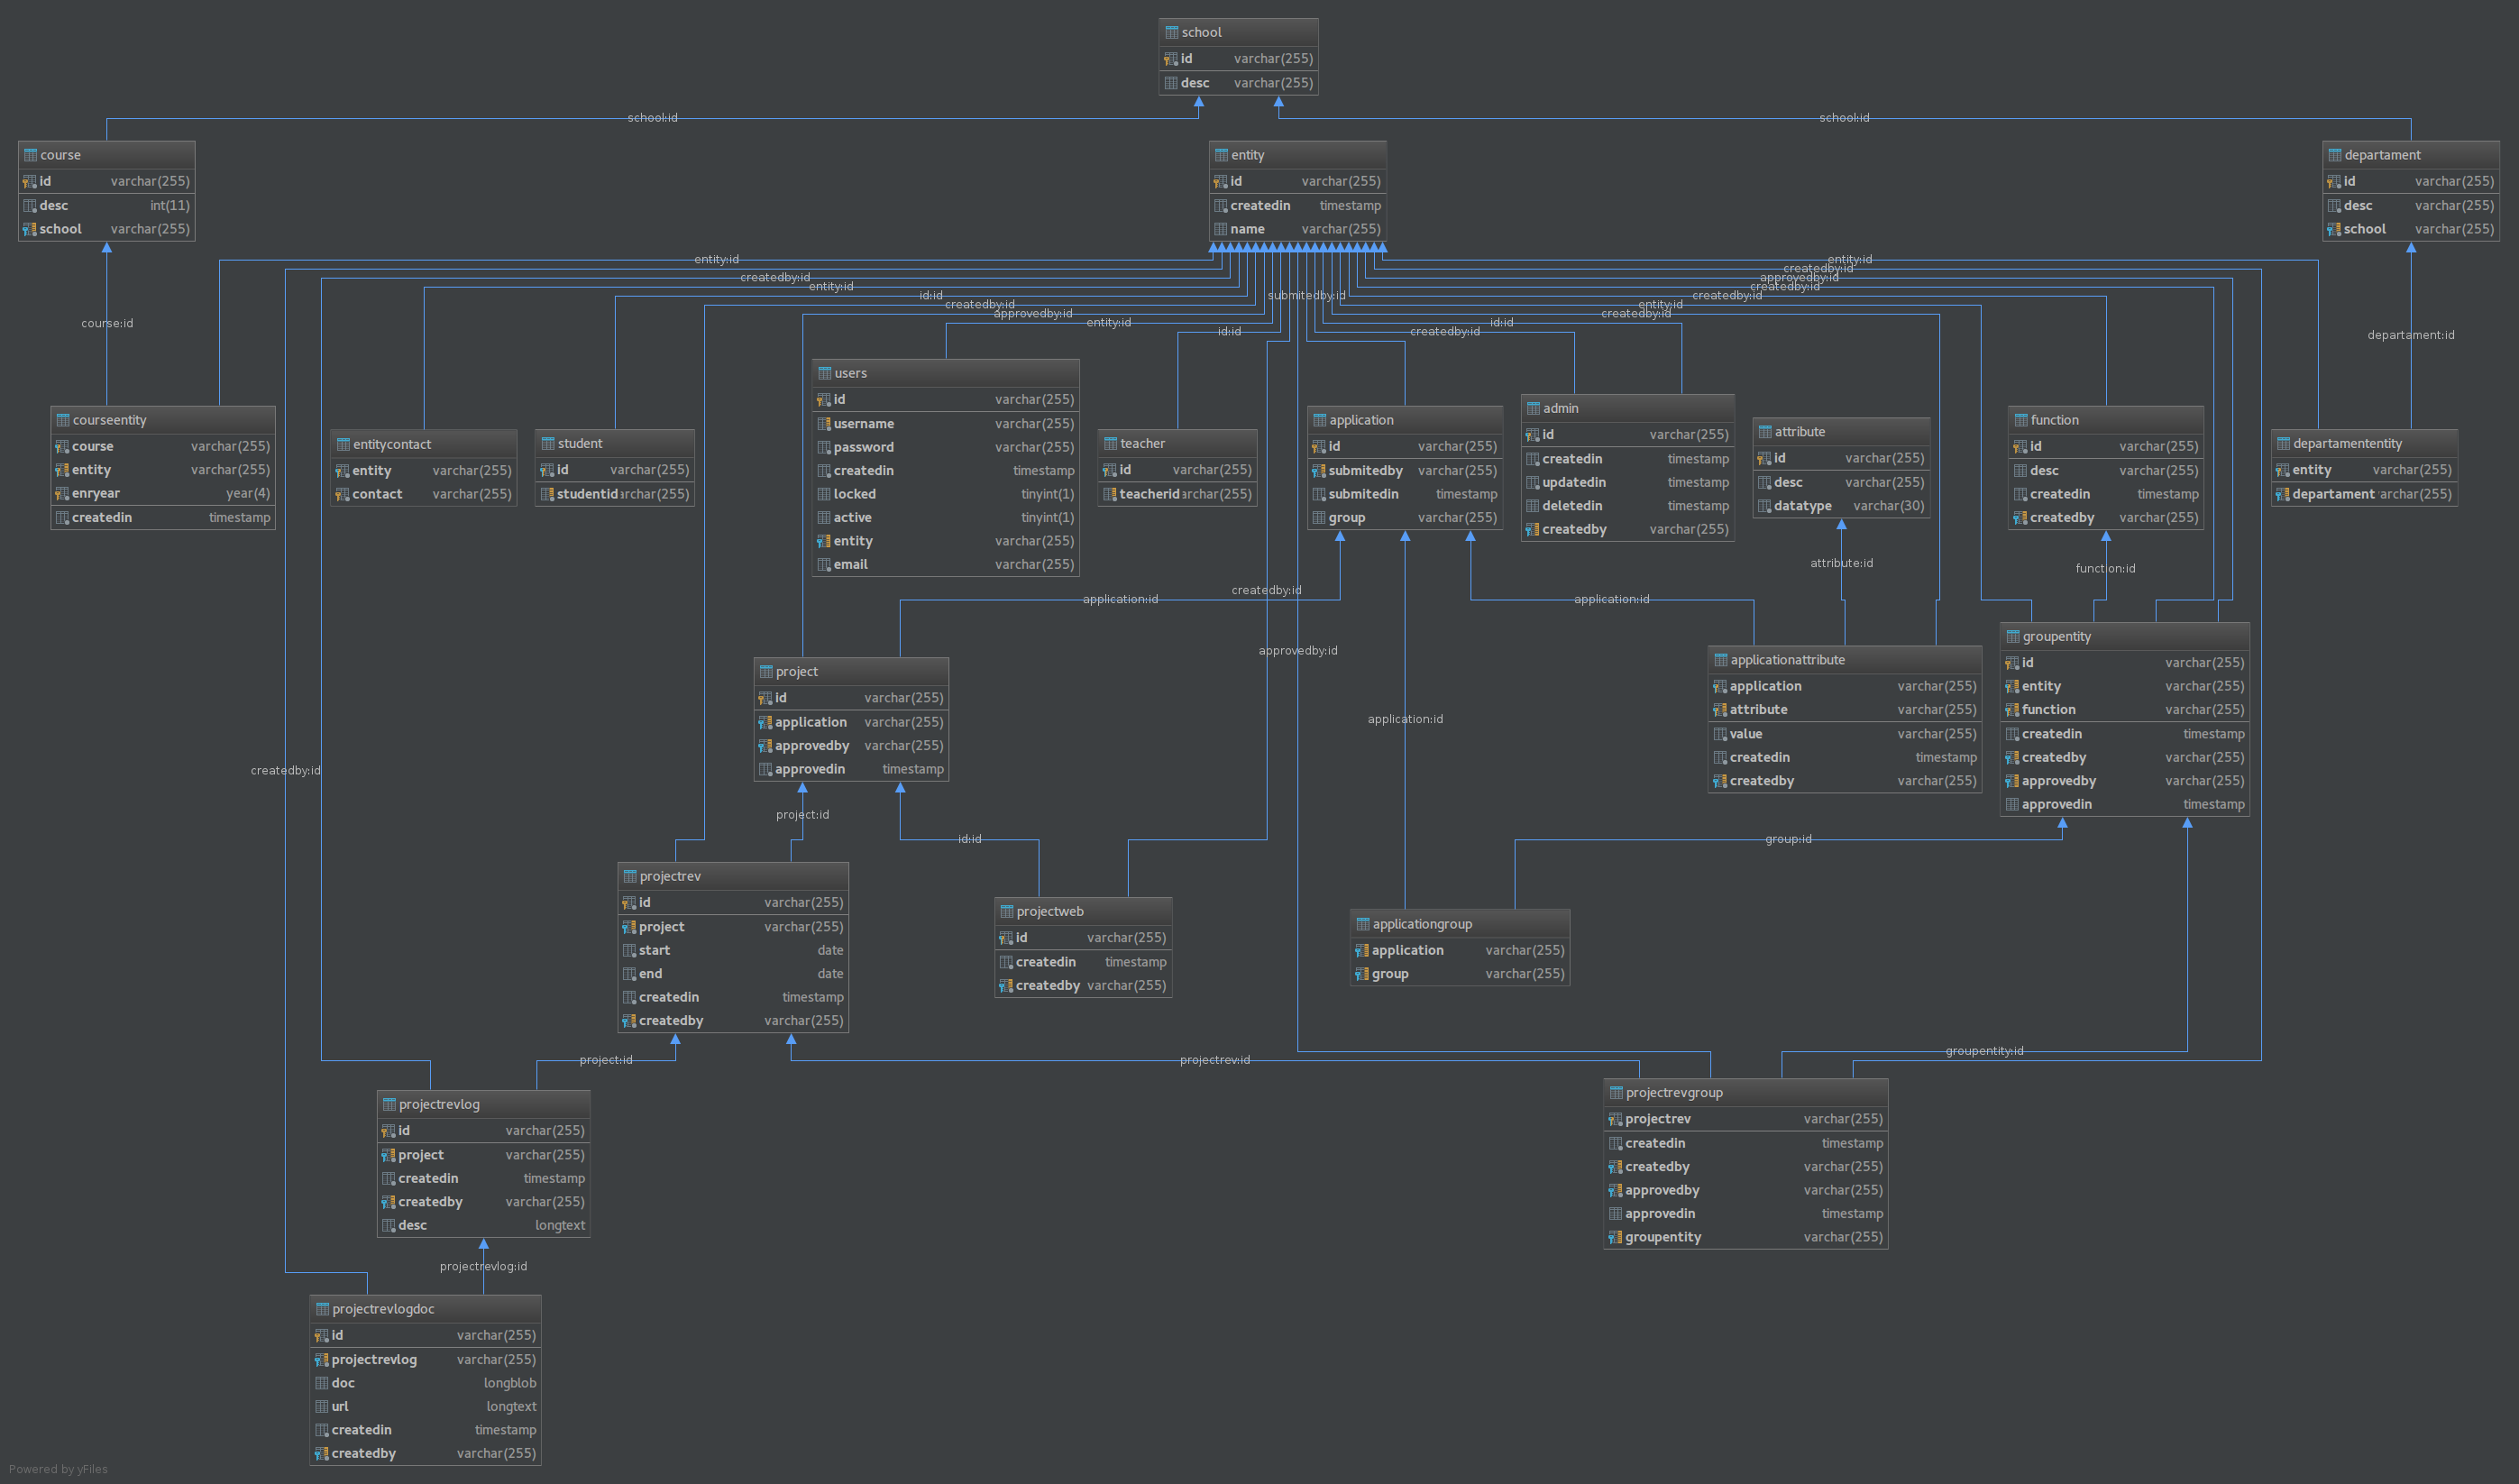 school
id varchar(255)
desc varchar(255)
school:id
school:id
course
id varchar(255)
desc int(11)
school varchar(255)
entity
id varchar(255)
createdin timestamp
name varchar(255)
departament
id varchar(255)
desc varchar(255)
school varchar(255)
entity:id
createdby:id
entity:id
id:id
createdby:id
approvedby:id
entity:id
id:id
submitedby:id
createdby:id
id:id
createdby:id
entity:id
createdby:id
createdby:id
approvedby:id
createdby:id
entity:id
course:id
departament:id
users
id varchar(255)
username varchar(255)
password varchar(255)
createdin timestamp
locked tinyint(1)
active tinyint(1)
entity varchar(255)
email varchar(255)
courseentity
course varchar(255)
entity varchar(255)
enryear year(4)
createdin timestamp
entitycontact
entity varchar(255)
contact varchar(255)
student
id varchar(255)
studentid archar(255)
teacher
id varchar(255)
teacherid archar(255)
application
id varchar(255)
submitedby varchar(255)
submitedin timestamp
group varchar(255)
admin
id varchar(255)
createdin timestamp
updatedin timestamp
deletedin timestamp
createdby varchar(255)
attribute
id varchar(255)
desc varchar(255)
datatype varchar(30)
function
id varchar(255)
desc varchar(255)
createdin timestamp
createdby varchar(255)
departamententity
entity varchar(255)
departament archar(255)
attribute:id
function:id
createdby:id
application:id
application:id
approvedby:id
application:id
createdby:id
project
id varchar(255)
application varchar(255)
approvedby varchar(255)
approvedin timestamp
applicationattribute
application varchar(255)
attribute varchar(255)
value varchar(255)
createdin timestamp
createdby varchar(255)
groupentity
id varchar(255)
entity varchar(255)
function varchar(255)
createdin timestamp
createdby varchar(255)
approvedby varchar(255)
approvedin timestamp
project:id
id:id
group:id
projectrev
id varchar(255)
project varchar(255)
start date
end date
createdin timestamp
createdby varchar(255)
projectweb
id varchar(255)
createdin timestamp
createdby varchar(255)
applicationgroup
application varchar(255)
group varchar(255)
project:id
projectrev:id
groupentity:id
projectrevlog
id varchar(255)
project varchar(255)
createdin timestamp
createdby varchar(255)
desc longtext
projectrevgroup
projectrev varchar(255)
createdin timestamp
createdby varchar(255)
approvedby varchar(255)
approvedin timestamp
groupentity varchar(255)
projectrevlog:id
projectrevlogdoc
id varchar(255)
projectrevlog varchar(255)
doc longblob
url longtext
createdin timestamp
createdby varchar(255)
Powered by yFiles